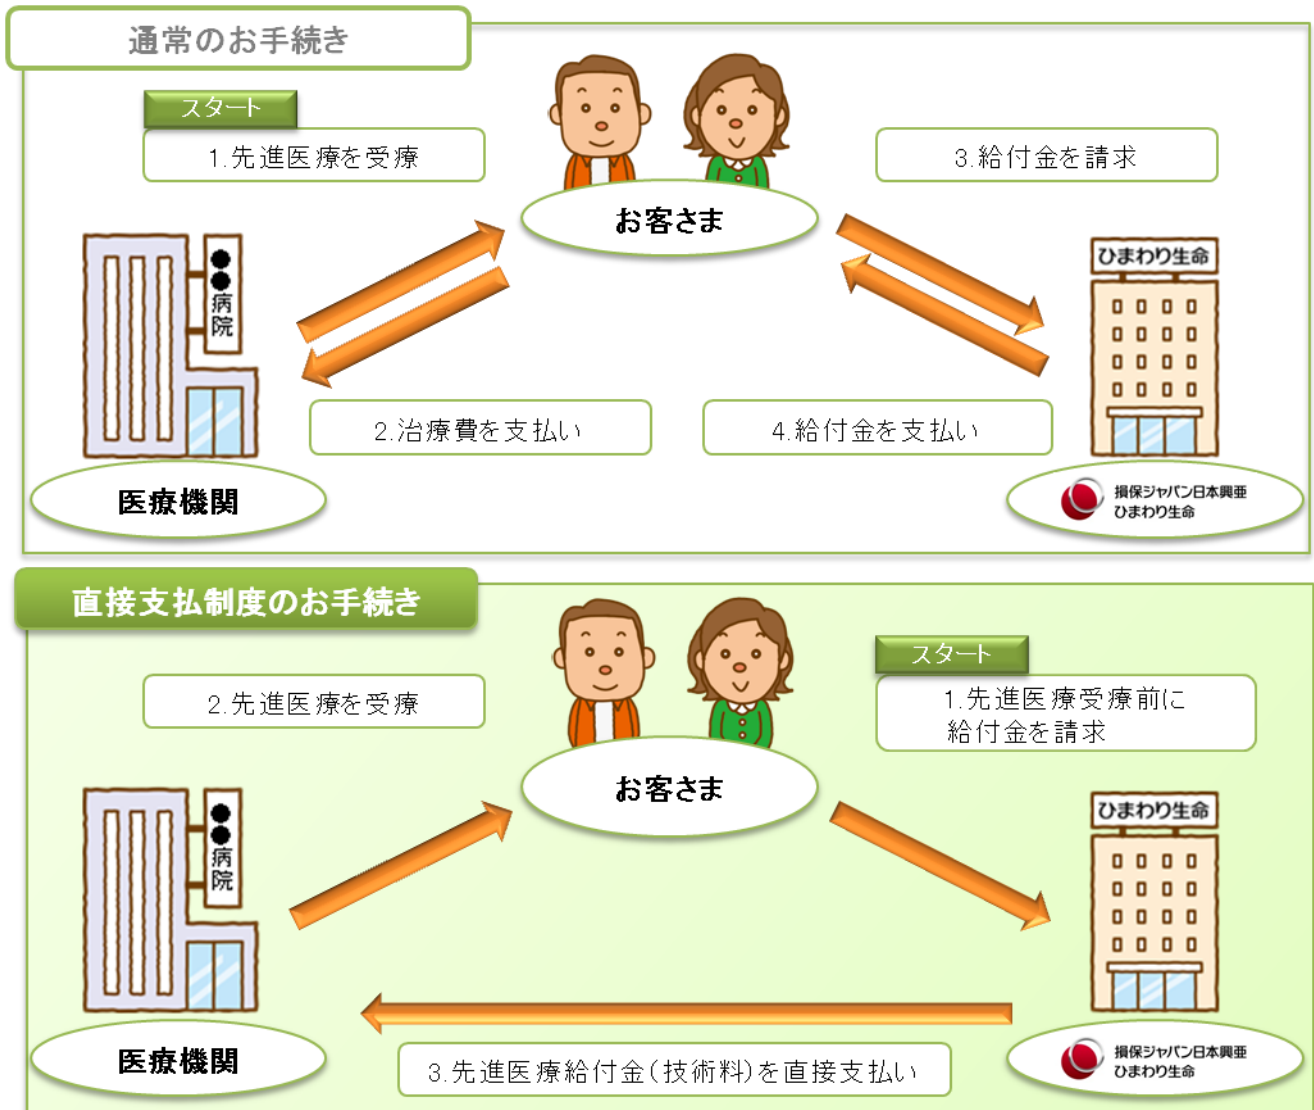 通常のお手続き
スタート
1.先進医療を受療
3.給付金を請求
お客さま
●●病院
ひまわり生命
2.治療費を支払い
4.給付金を支払い
医療機関
損保ジャパン日本興亜
ひまわり生命
直接支払制度のお手続き
スタート
2.先進医療を受療
1.先進医療受療前に
給付金を請求
お客さま
●●病院
ひまわり生命
医療機関
3.先進医療給付金(技術料)を直接支払い
損保ジャパン日本興亜
ひまわり生命